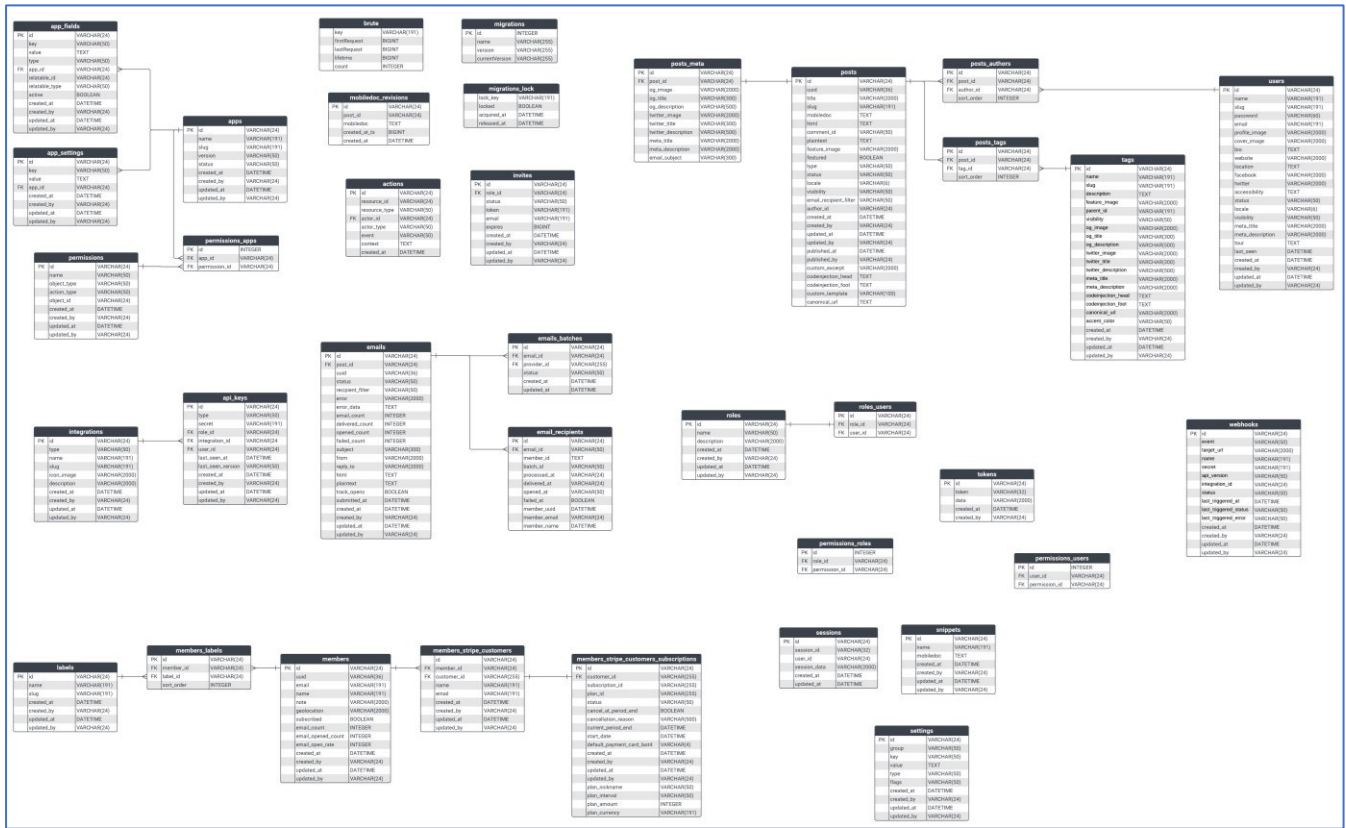 app_fields
PK id VARCHAR(24)
key VARCHAR(50)
value TEXT
type VARCHAR(50)
FK app_id VARCHAR(24)
relatable_id VARCHAR(24)
relatable_type VARCHAR(50)
active BOOLEAN
created_at DATETIME
created_by VARCHAR(24)
updated_at DATETIME
updated_by VARCHAR(24)
app_settings
PK id VARCHAR(24)
key VARCHAR(50)
value TEXT
FK app_id VARCHAR(24)
created_at DATETIME
created_by VARCHAR(24)
updated_at DATETIME
updated_by VARCHAR(24)
apps
PK id VARCHAR(24)
name VARCHAR(191)
slug VARCHAR(191)
version VARCHAR(50)
status VARCHAR(50)
created_at DATETIME
created_by VARCHAR(24)
updated_at DATETIME
updated_by VARCHAR(24)
permissions_apps
PK id INTEGER
FK app_id VARCHAR(24)
FK permission_id VARCHAR(24)
permissions
PK id VARCHAR(24)
name VARCHAR(50)
object_type VARCHAR(50)
action_type VARCHAR(50)
object_id VARCHAR(24)
created_at DATETIME
created_by VARCHAR(24)
updated_at DATETIME
updated_by VARCHAR(24)
brute
key VARCHAR(191)
firstRequest BIGINT
lastRequest BIGINT
lifetime BIGINT
count INTEGER
migrations
PK id INTEGER
name VARCHAR(255)
version VARCHAR(255)
currentVersion VARCHAR(255)
mobiledoc_revisions
PK id VARCHAR(24)
post_id VARCHAR(24)
mobiledoc TEXT
created_at_ts BIGINT
created_at DATETIME
migrations_lock
lock_key VARCHAR(191)
locked BOOLEAN
acquired_at DATETIME
released_at DATETIME
actions
PK id VARCHAR(24)
resource_id VARCHAR(24)
resource_type VARCHAR(50)
FK actor_id VARCHAR(24)
actor_type VARCHAR(50)
event VARCHAR(50)
context TEXT
created_at DATETIME
invites
PK id VARCHAR(24)
FK role_id VARCHAR(24)
status VARCHAR(50)
token VARCHAR(191)
email VARCHAR(191)
expires BIGINT
created_at DATETIME
created_by VARCHAR(24)
updated_at DATETIME
updated_by VARCHAR(24)
posts_meta
PK id VARCHAR(24)
FK post_id VARCHAR(24)
og_image VARCHAR(2000)
og_title VARCHAR(300)
og_description VARCHAR(500)
twitter_image VARCHAR(2000)
twitter_title VARCHAR(300)
twitter_description VARCHAR(500)
meta_title VARCHAR(2000)
meta_description VARCHAR(2000)
email_subject VARCHAR(300)
posts
PK id VARCHAR(24)
uuid VARCHAR(36)
title VARCHAR(2000)
slug VARCHAR(191)
mobiledoc TEXT
html TEXT
comment_id VARCHAR(50)
plaintext TEXT
feature_image VARCHAR(2000)
featured BOOLEAN
type VARCHAR(50)
status VARCHAR(50)
locale VARCHAR(6)
visibility VARCHAR(50)
email_recipient_filter VARCHAR(50)
author_id VARCHAR(24)
created_at DATETIME
created_by VARCHAR(24)
updated_at DATETIME
updated_by VARCHAR(24)
published_at DATETIME
published_by VARCHAR(24)
custom_excerpt VARCHAR(2000)
codeinjection_head TEXT
codeinjection_foot TEXT
custom_template VARCHAR(100)
canonical_url TEXT
posts_authors
PK id VARCHAR(24)
FK post_id VARCHAR(24)
FK author_id VARCHAR(24)
sort_order INTEGER
posts_tags
PK id VARCHAR(24)
FK post_id VARCHAR(24)
FK tag_id VARCHAR(24)
sort_order INTEGER
tags
PK id VARCHAR(24)
name VARCHAR(191)
slug VARCHAR(191)
description TEXT
feature_image VARCHAR(2000)
parent_id VARCHAR(191)
visibility VARCHAR(50)
og_image VARCHAR(2000)
og_title VARCHAR(300)
og_description VARCHAR(500)
twitter_image VARCHAR(2000)
twitter_title VARCHAR(300)
twitter_description VARCHAR(500)
meta_title VARCHAR(2000)
meta_description VARCHAR(2000)
codeinjection_head TEXT
codeinjection_foot TEXT
canonical_url VARCHAR(2000)
accent_color VARCHAR(50)
created_at DATETIME
created_by VARCHAR(24)
updated_at DATETIME
updated_by VARCHAR(24)
users
PK id VARCHAR(24)
name VARCHAR(191)
slug VARCHAR(191)
password VARCHAR(60)
email VARCHAR(191)
profile_image VARCHAR(2000)
cover_image VARCHAR(2000)
bio TEXT
website VARCHAR(2000)
location TEXT
facebook VARCHAR(2000)
twitter VARCHAR(2000)
accessibility TEXT
status VARCHAR(50)
locale VARCHAR(6)
visibility VARCHAR(50)
meta_title VARCHAR(2000)
meta_description VARCHAR(2000)
tour TEXT
last_seen DATETIME
created_at DATETIME
created_by VARCHAR(24)
updated_at DATETIME
updated_by VARCHAR(24)
emails
PK id VARCHAR(24)
FK post_id VARCHAR(24)
uuid VARCHAR(36)
status VARCHAR(50)
recipient_filter VARCHAR(50)
error VARCHAR(2000)
error_data TEXT
email_count INTEGER
delivered_count INTEGER
opened_count INTEGER
failed_count INTEGER
subject VARCHAR(300)
from VARCHAR(2000)
reply_to VARCHAR(2000)
html TEXT
plaintext TEXT
track_opens BOOLEAN
submitted_at DATETIME
created_at DATETIME
created_by VARCHAR(24)
updated_at DATETIME
updated_by VARCHAR(24)
emails_batches
PK id VARCHAR(24)
FK email_id VARCHAR(24)
FK provider_id VARCHAR(255)
status VARCHAR(50)
created_at DATETIME
updated_at DATETIME
email_recipients
PK id VARCHAR(24)
FK email_id VARCHAR(50)
member_id TEXT
batch_id VARCHAR(50)
processed_at VARCHAR(24)
delivered_at VARCHAR(24)
opened_at VARCHAR(50)
failed_at BOOLEAN
member_uuid DATETIME
member_email VARCHAR(24)
member_name DATETIME
api_keys
PK id VARCHAR(24)
type VARCHAR(50)
secret VARCHAR(191)
FK role_id VARCHAR(24)
FK integration_id VARCHAR(24
FK user_id VARCHAR(24)
last_seen_at DATETIME
last_seen_version VARCHAR(50)
created_at DATETIME
created_by VARCHAR(24)
updated_at DATETIME
updated_by VARCHAR(24)
integrations
PK id VARCHAR(24)
type VARCHAR(50)
name VARCHAR(191)
slug VARCHAR(191)
icon_image VARCHAR(2000)
description VARCHAR(2000)
created_at DATETIME
created_by VARCHAR(24)
updated_at DATETIME
updated_by VARCHAR(24)
roles
PK id VARCHAR(24)
name VARCHAR(50)
description VARCHAR(2000)
created_at DATETIME
created_by VARCHAR(24)
updated_at DATETIME
updated_by VARCHAR(24)
roles_users
PK id VARCHAR(24)
FK role_id VARCHAR(24)
FK user_id VARCHAR(24)
tokens
PK id VARCHAR(24)
token VARCHAR(32)
data VARCHAR(2000)
created_at DATETIME
created_by VARCHAR(24)
webhooks
PK id VARCHAR(24)
event VARCHAR(50)
target_url VARCHAR(2000)
name VARCHAR(191)
secret VARCHAR(191)
api_version VARCHAR(50)
integration_id VARCHAR(24)
status VARCHAR(50)
last_triggered_at DATETIME
last_triggered_status VARCHAR(50)
last_triggered_error VARCHAR(50)
created_at DATETIME
created_by VARCHAR(24)
updated_at DATETIME
updated_by VARCHAR(24)
permissions_roles
PK id INTEGER
FK role_id VARCHAR(24)
FK permission_id VARCHAR(24)
permissions_users
PK id INTEGER
FK user_id VARCHAR(24)
FK permission_id VARCHAR(24)
labels
PK id VARCHAR(24)
name VARCHAR(191)
slug VARCHAR(191)
created_at DATETIME
created_by VARCHAR(24)
updated_at DATETIME
updated_by VARCHAR(24)
members_labels
PK id VARCHAR(24)
FK member_id VARCHAR(24)
FK label_id VARCHAR(24)
sort_order INTEGER
members
PK id VARCHAR(24)
uuid VARCHAR(36)
email VARCHAR(191)
name VARCHAR(191)
note VARCHAR(2000)
geolocation VARCHAR(2000)
subscribed BOOLEAN
email_count INTEGER
email_opened_count INTEGER
email_open_rate INTEGER
created_at DATETIME
created_by VARCHAR(24)
updated_at DATETIME
updated_by VARCHAR(24)
members_stripe_customers
PK id VARCHAR(24)
FK member_id VARCHAR(24)
FK customer_id VARCHAR(255)
name VARCHAR(191)
email VARCHAR(191)
created_at DATETIME
created_by VARCHAR(24)
updated_at DATETIME
updated_by VARCHAR(24)
members_stripe_customers_subscriptions
PK id VARCHAR(24)
FK customer_id VARCHAR(255)
subscription_id VARCHAR(255)
plan_id VARCHAR(255)
status VARCHAR(50)
cancel_at_period_end BOOLEAN
cancellation_reason VARCHAR(500)
current_period_end DATETIME
start_date DATETIME
default_payment_card_last4 VARCHAR(4)
created_at DATETIME
created_by VARCHAR(24)
updated_at DATETIME
updated_by VARCHAR(24)
plan_nickname VARCHAR(50)
plan_interval VARCHAR(50)
plan_amount INTEGER
plan_currency VARCHAR(191)
sessions
PK id VARCHAR(24)
session_id VARCHAR(32)
user_id VARCHAR(24)
session_data VARCHAR(2000)
created_at DATETIME
updated_at DATETIME
snippets
PK id VARCHAR(24)
name VARCHAR(191)
mobiledoc TEXT
created_at DATETIME
created_by VARCHAR(24)
updated_at DATETIME
updated_by VARCHAR(24)
settings
PK id VARCHAR(24)
group VARCHAR(50)
key VARCHAR(50)
value TEXT
type VARCHAR(50)
flags VARCHAR(50)
created_at DATETIME
created_by VARCHAR(24)
updated_at DATETIME
updated_by VARCHAR(24)